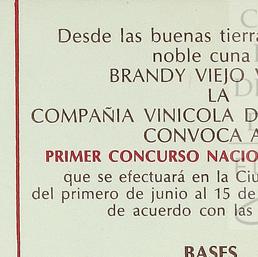 Desde las buenas tierra
noble cuna
BRANDY VIEJO V
LA
COMPAÑIA VINICOLA D
CONVOCA A
PRIMER CONCURSO NACIO
que se efectuará en la Ciu
del primero de junio al 15 de
de acuerdo con las
BASES